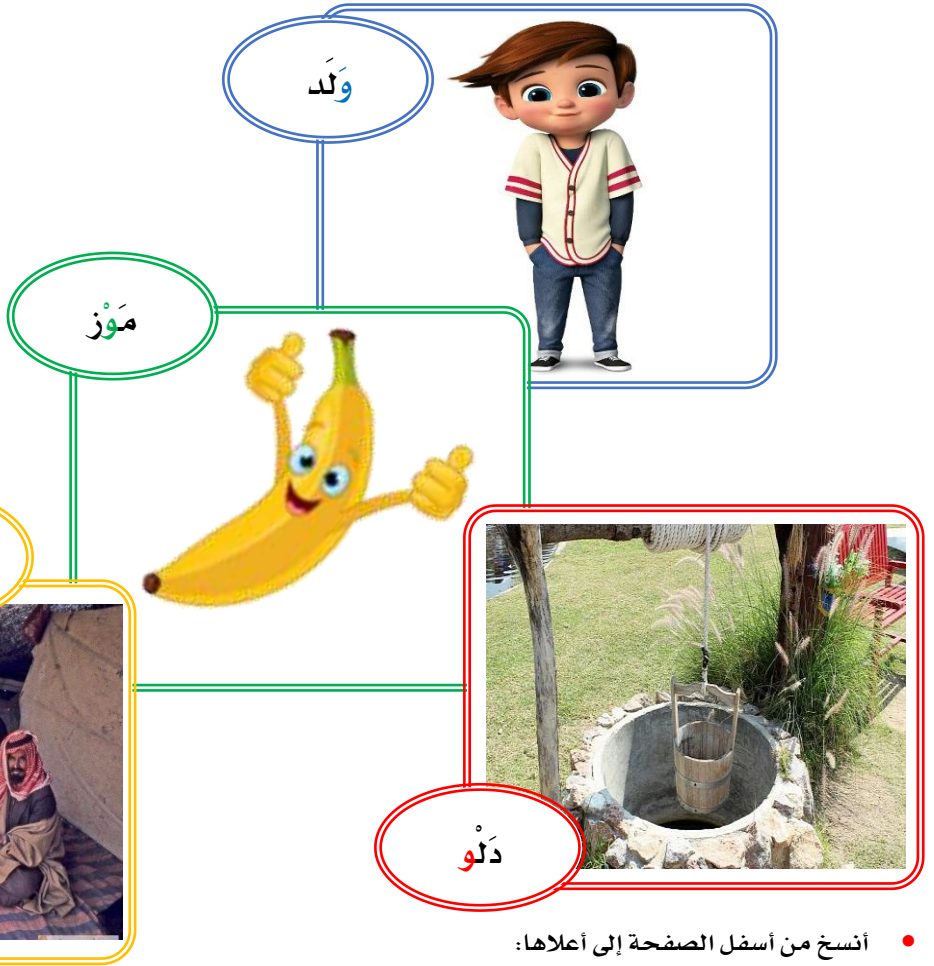 وَلَد
مَوْز
دَلْو
• أنسخ من أسفل الصفحة إلى أعلاها: